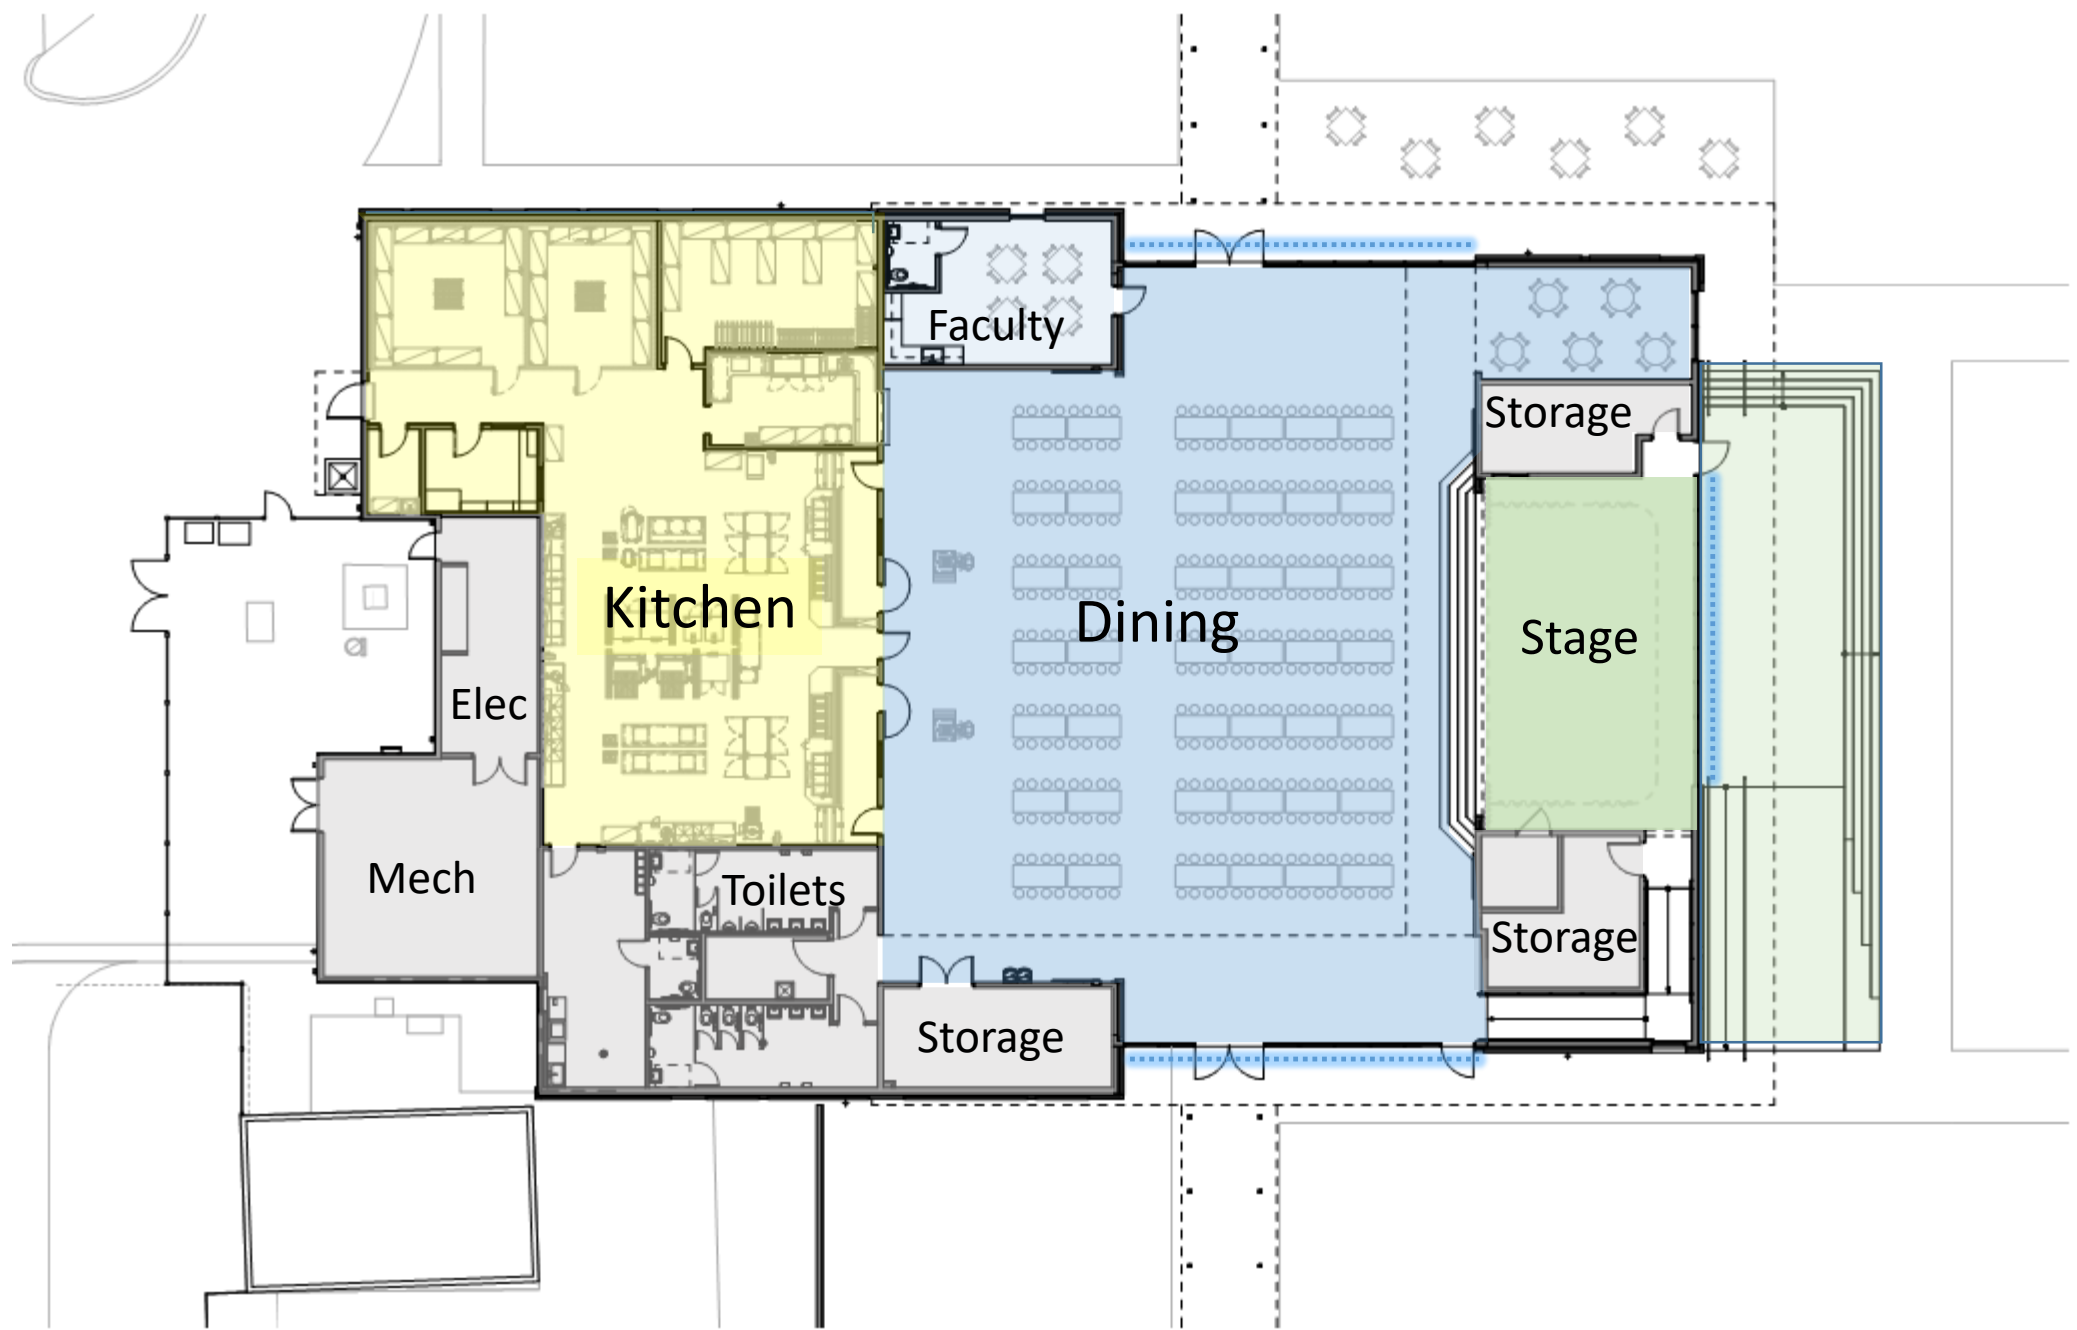 Faculty
Storage
Kitchen
Dining
Stage
Elec
Mech
Toilets
Storage
Storage